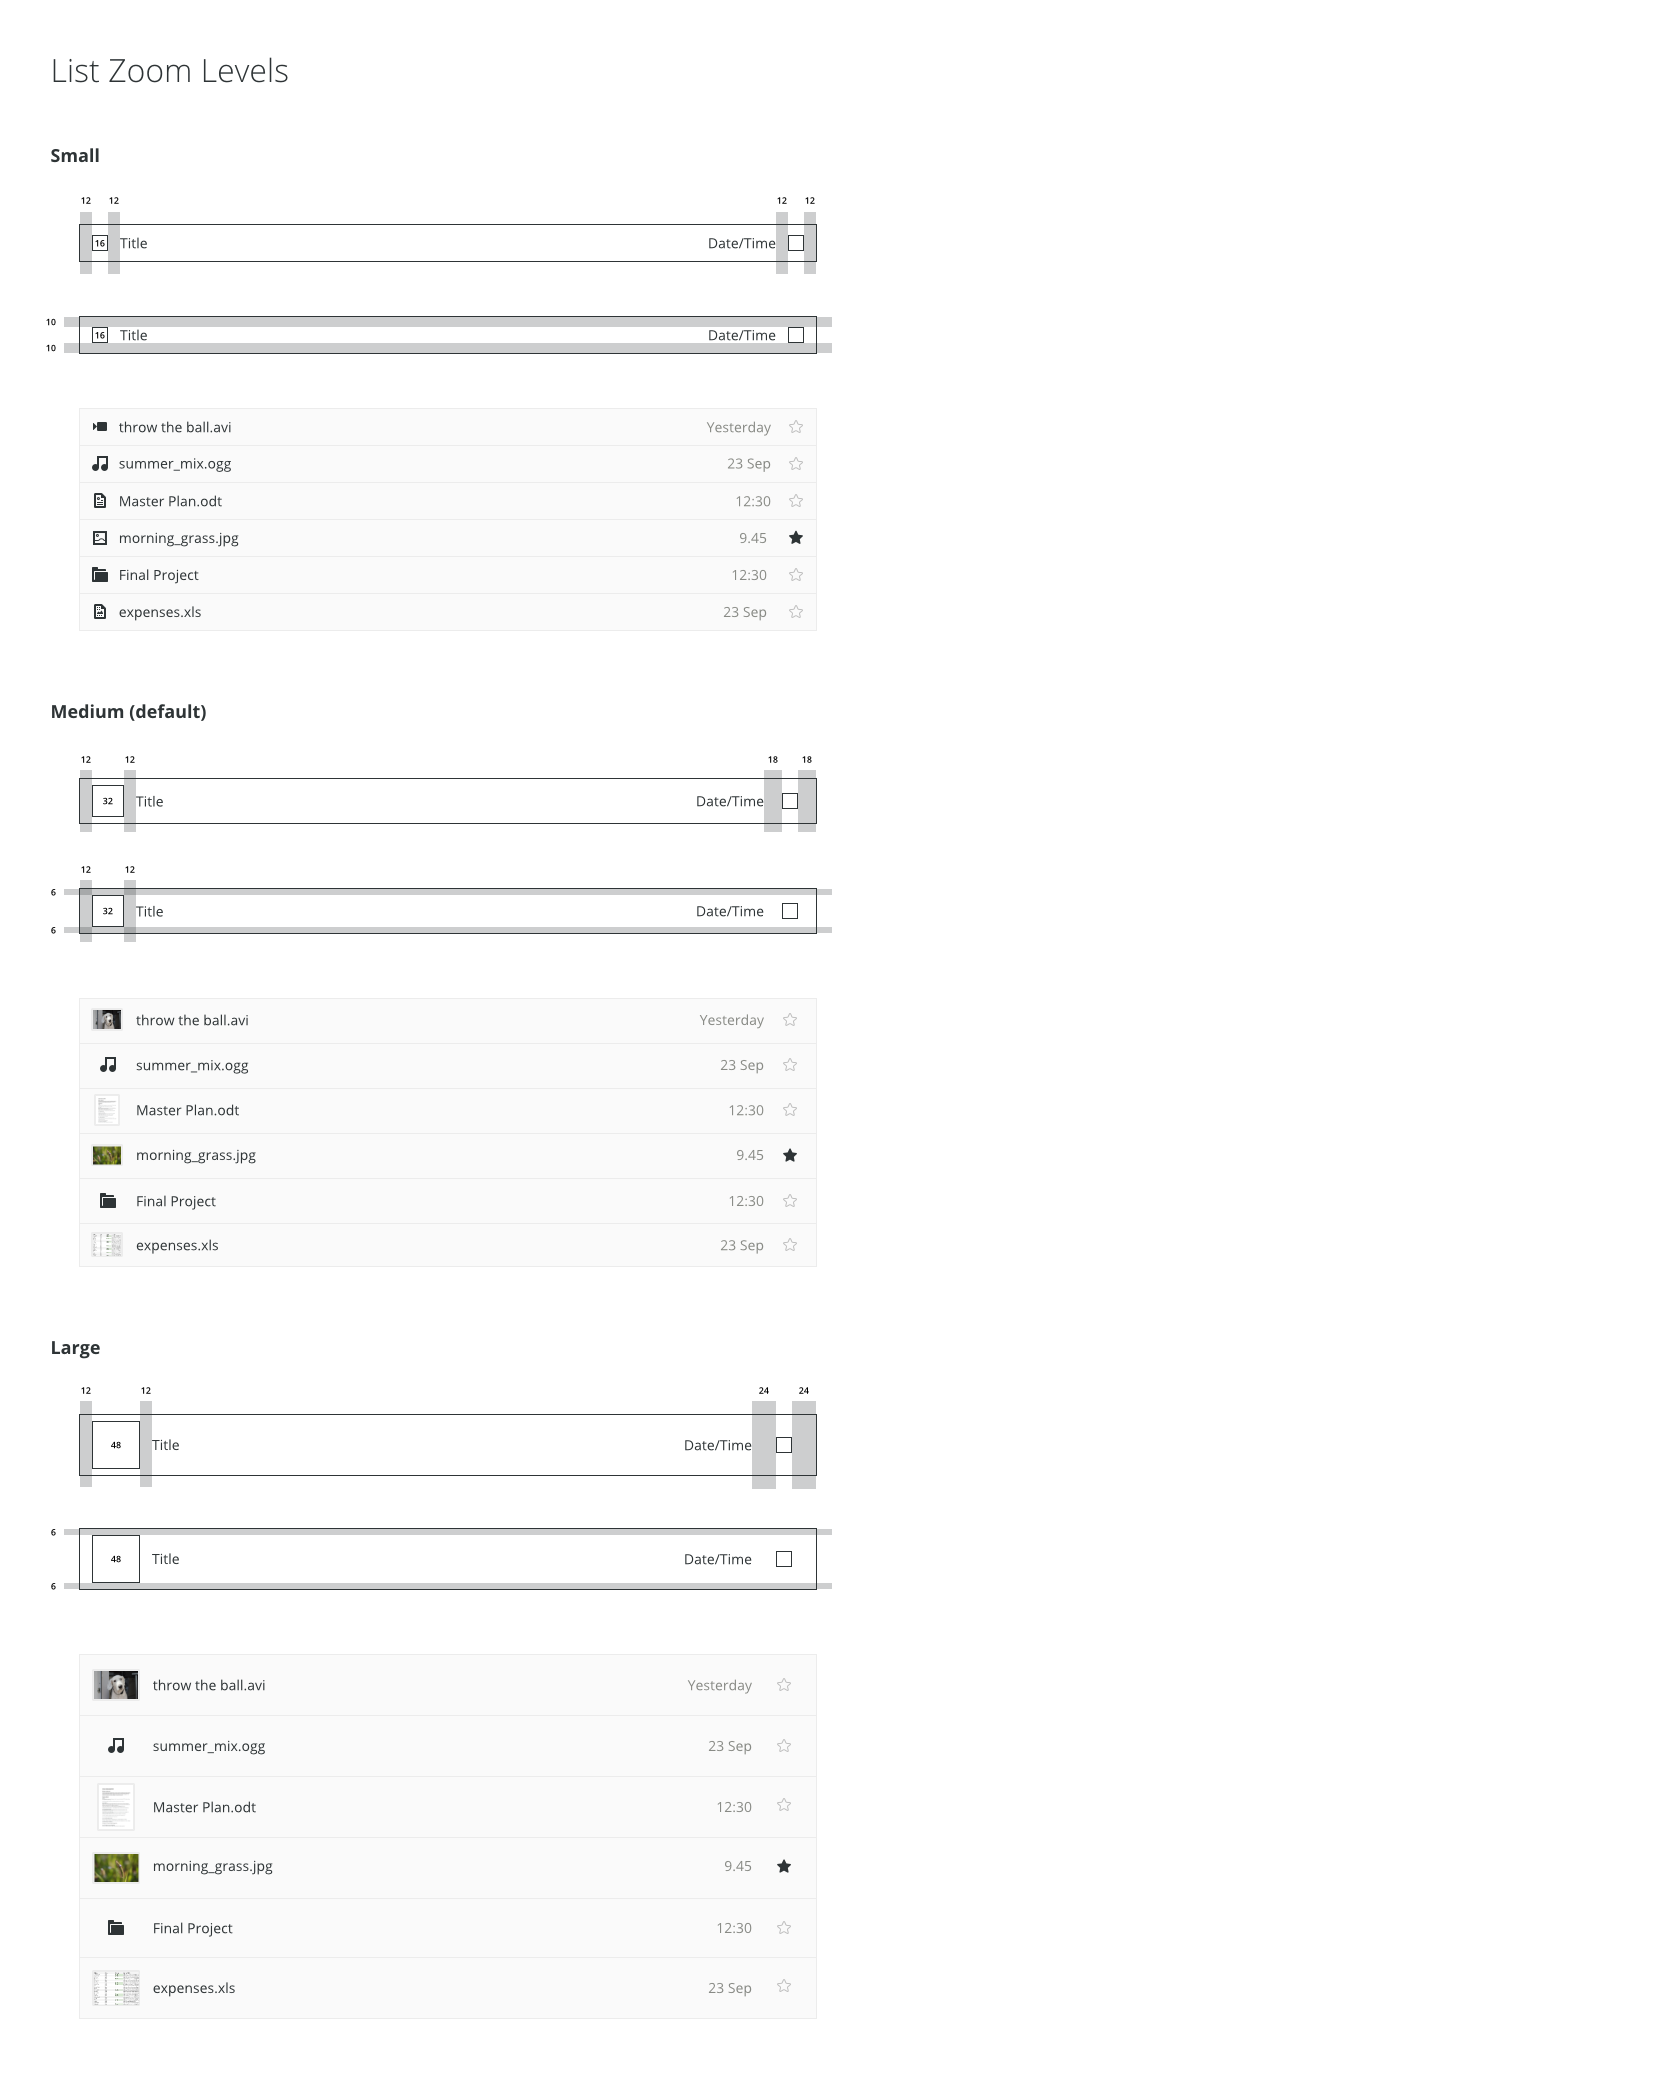 List Zoom Levels
Small
12 12 12 12
16 Title Date/Time
10
16 Title Date/Time
10
throw the ball.avi Yesterday
summer_mix.ogg 23 Sep
Master Plan.odt 12:30
morning_grass.jpg 9.45
Final Project 12:30
expenses.xls 23 Sep
Medium (default)
12 12 18 18
32 Title Date/Time
12 12
6
32 Title Date/Time
6
throw the ball.avi Yesterday
summer_mix.ogg 23 Sep
Master Plan.odt 12:30
morning_grass.jpg 9.45
Final Project 12:30
expenses.xls 23 Sep
Large
12 12 24 24
48 Title Date/Time
6
48 Title Date/Time
6
throw the ball.avi Yesterday
summer_mix.ogg 23 Sep
Master Plan.odt 12:30
morning_grass.jpg 9.45
Final Project 12:30
expenses.xls 23 Sep